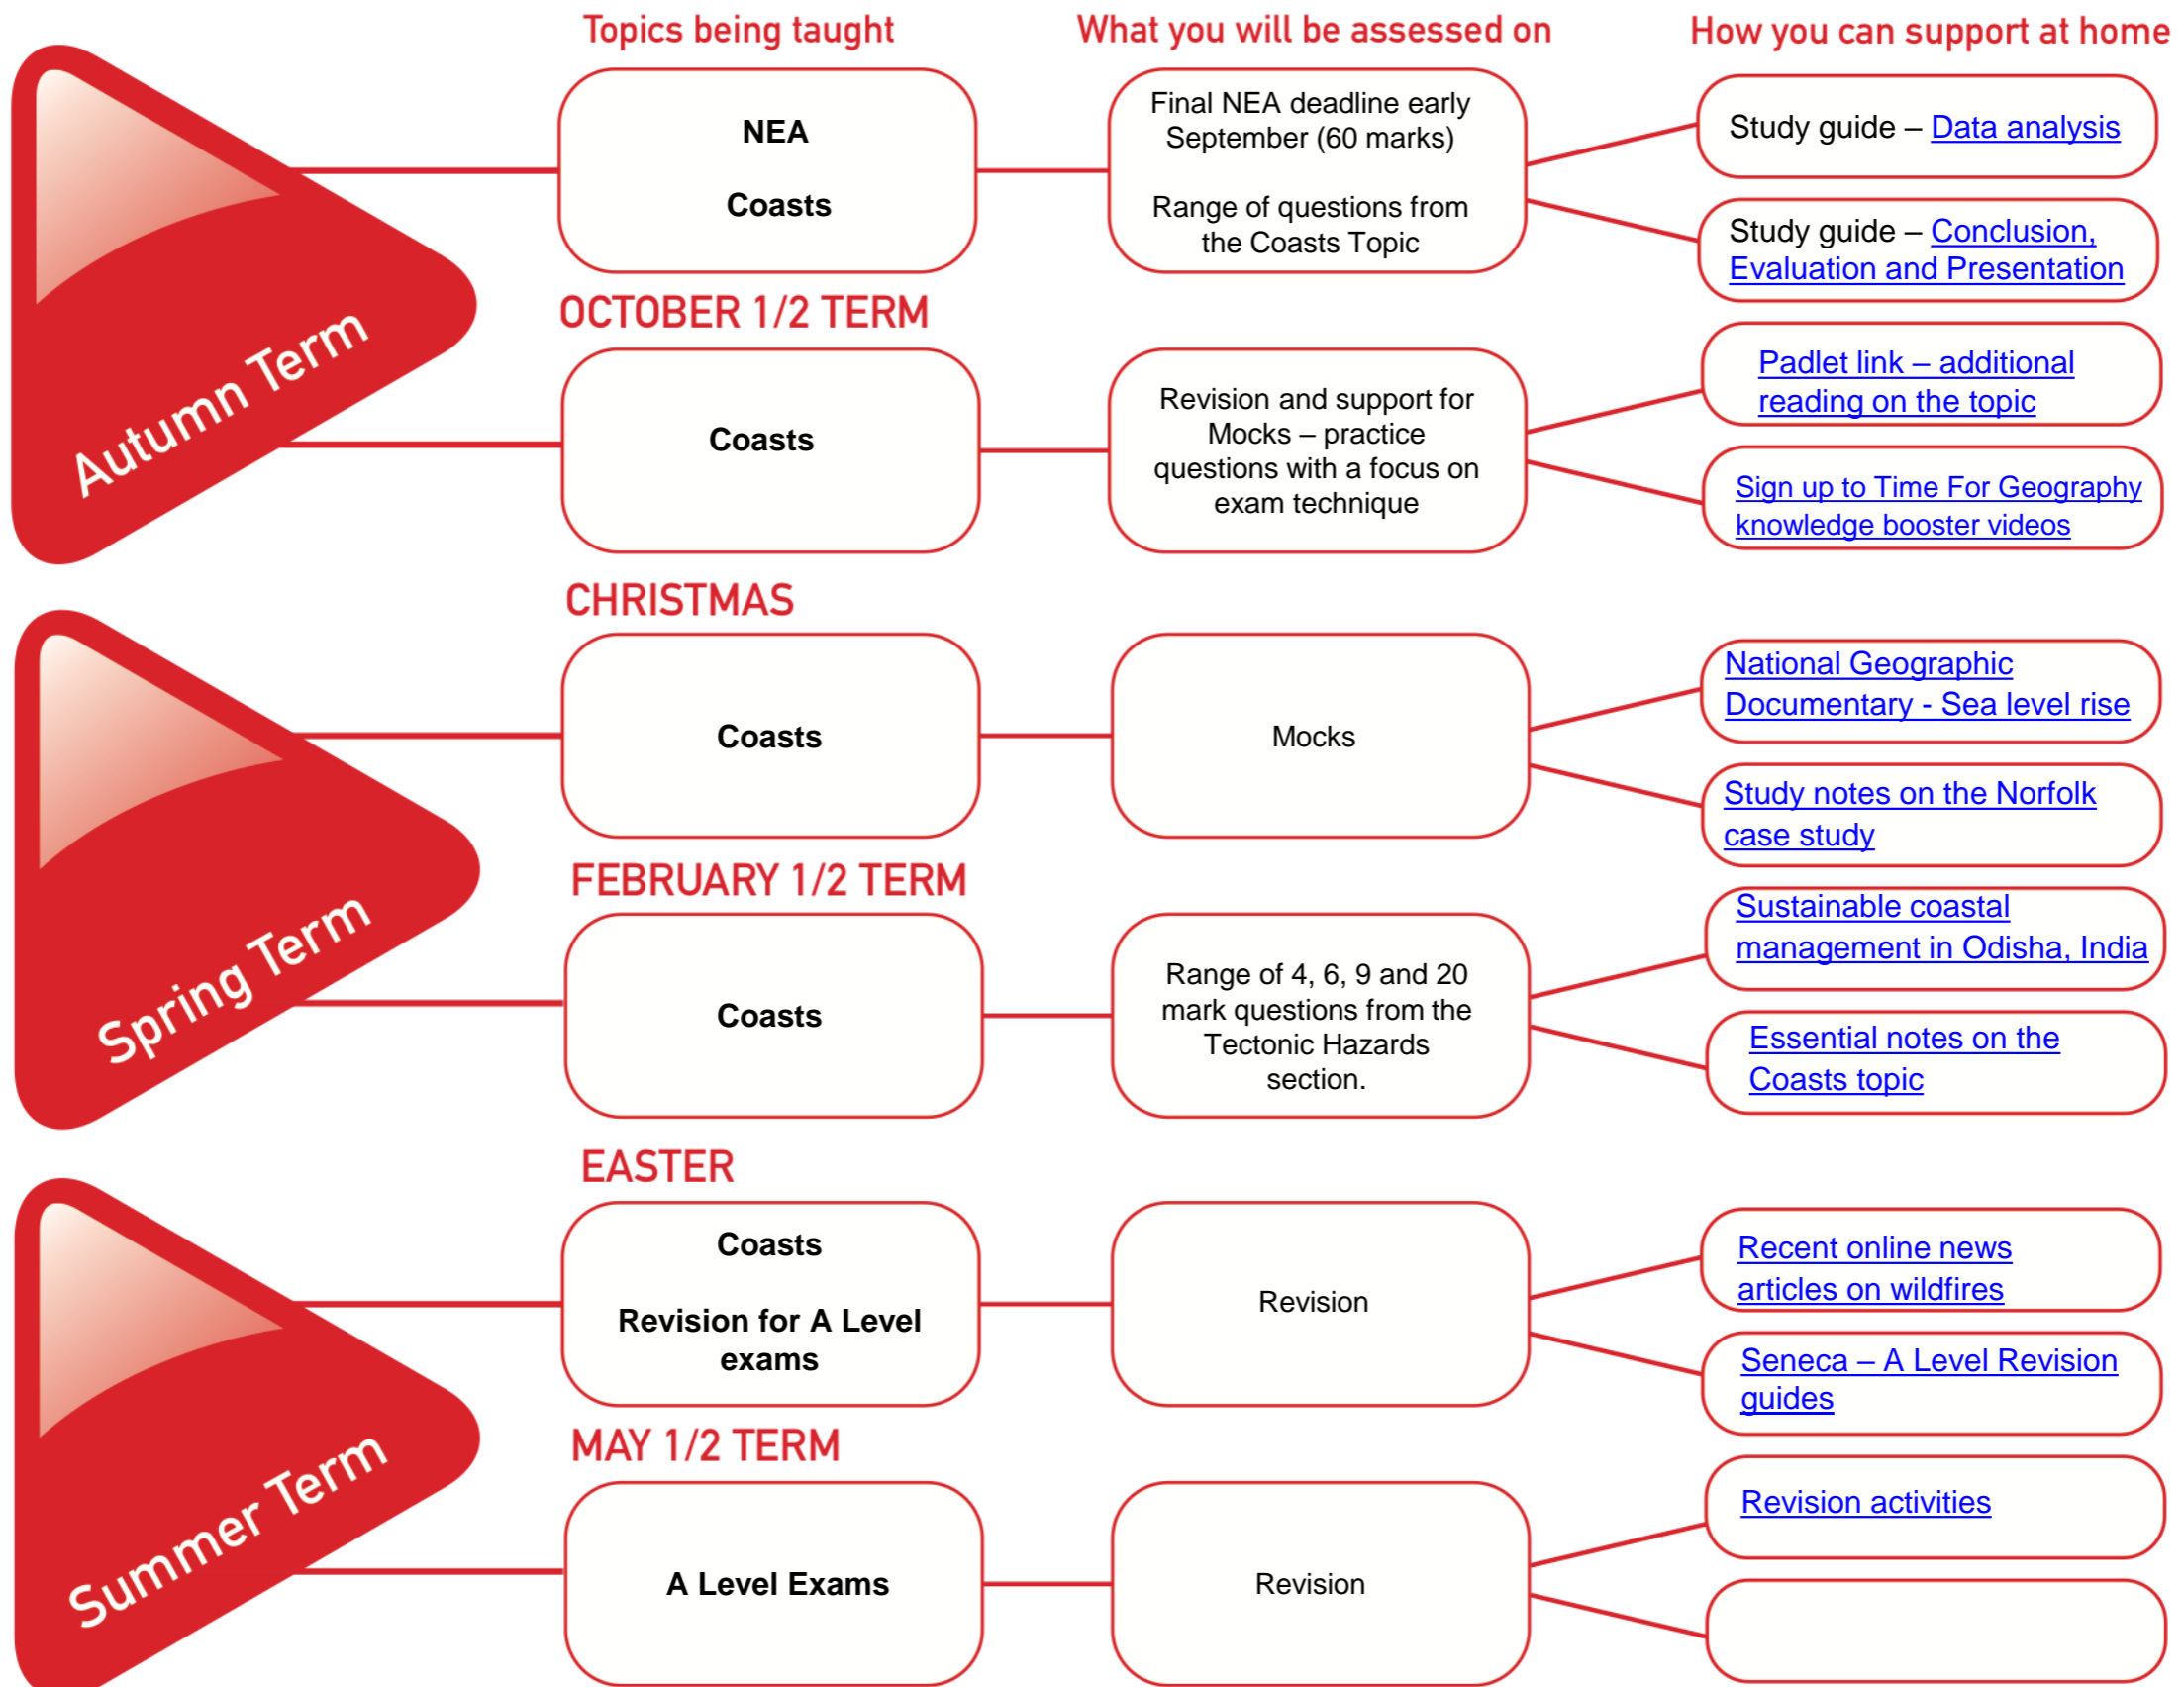 Topics being taught
What you will be assessed on
How you can support at home
Autumn Term
NEA
Coasts
Final NEA deadline early
September (60 marks)
Range of questions from
the Coasts Topic
Study guide – Data analysis
Study guide – Conclusion,
Evaluation and Presentation
OCTOBER 1/2 TERM
Coasts
Revision and support for
Mocks – practice
questions with a focus on
exam technique
Padlet link – additional
reading on the topic
Sign up to Time For Geography
knowledge booster videos
CHRISTMAS
Spring Term
Coasts
Mocks
National Geographic
Documentary - Sea level rise
Study notes on the Norfolk
case study
FEBRUARY 1/2 TERM
Coasts
Range of 4, 6, 9 and 20
mark questions from the
Tectonic Hazards
section.
Sustainable coastal
management in Odisha, India
Essential notes on the
Coasts topic
EASTER
Summer Term
Coasts
Revision for A Level
exams
Revision
Recent online news
articles on wildfires
Seneca – A Level Revision
guides
MAY 1/2 TERM
A Level Exams
Revision
Revision activities